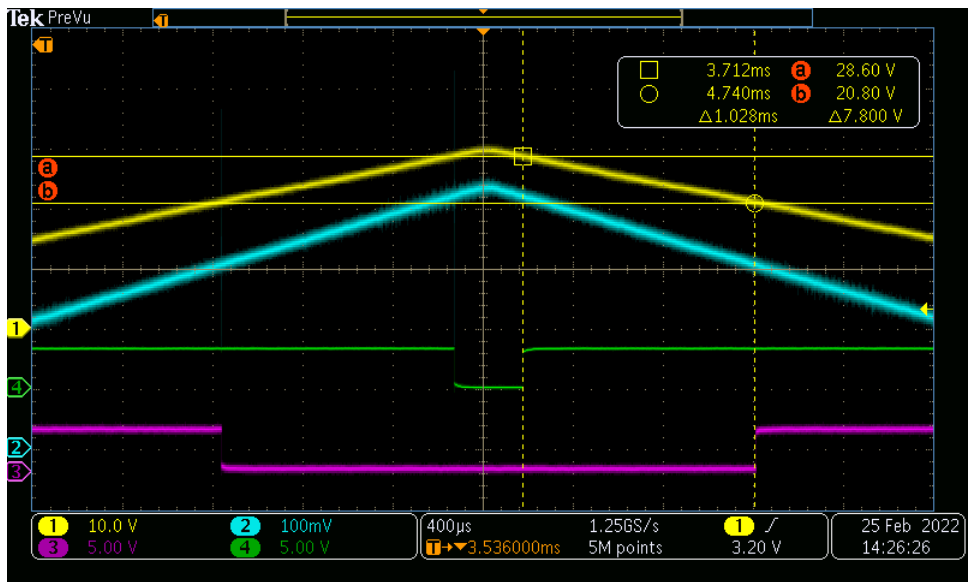 Tek PreVu
T
T
3.712ms a 28.60 V
4.740ms b 20.80 V
△1.028ms △7.800 V
a
b
1
4
2
3
1 10.0 V 2 100mV 400μs 1.25GS/s 1 ∫ 25 Feb 2022
3 5.00 V 4 5.00 V T→▼3.536000ms 5M points 3.20 V 14:26:26